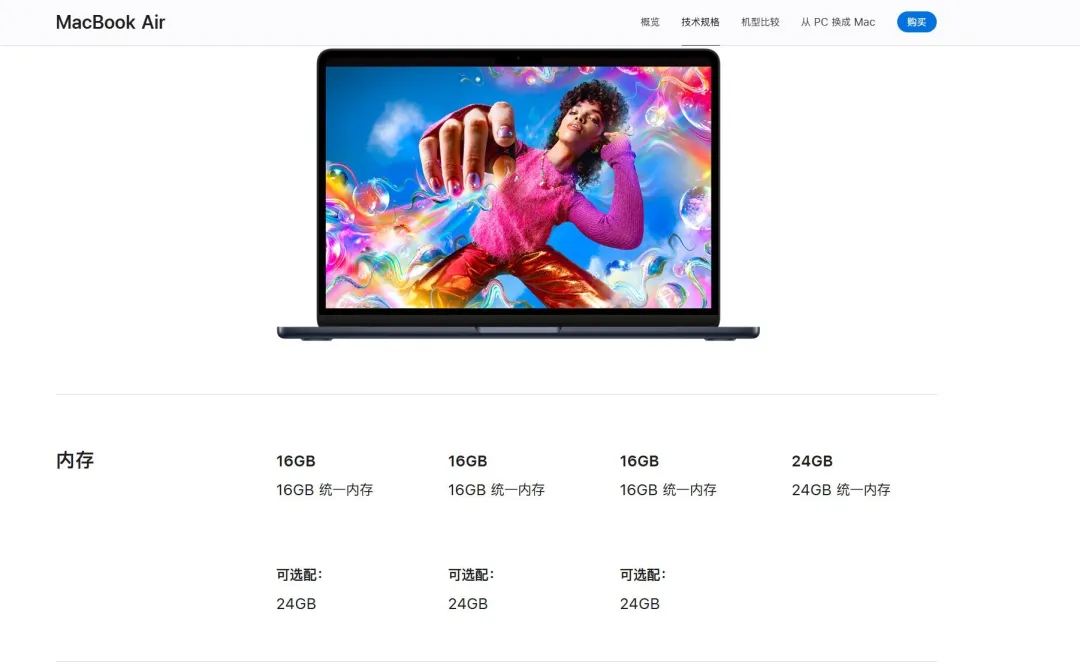 MacBook Air 概览 技术规格 机型比较 从 PC 换成 Mac 购买
内存 16GB 16GB 16GB 24GB
16GB 统一内存 16GB 统一内存 16GB 统一内存 24GB 统一内存
可选配： 可选配： 可选配：
24GB 24GB 24GB